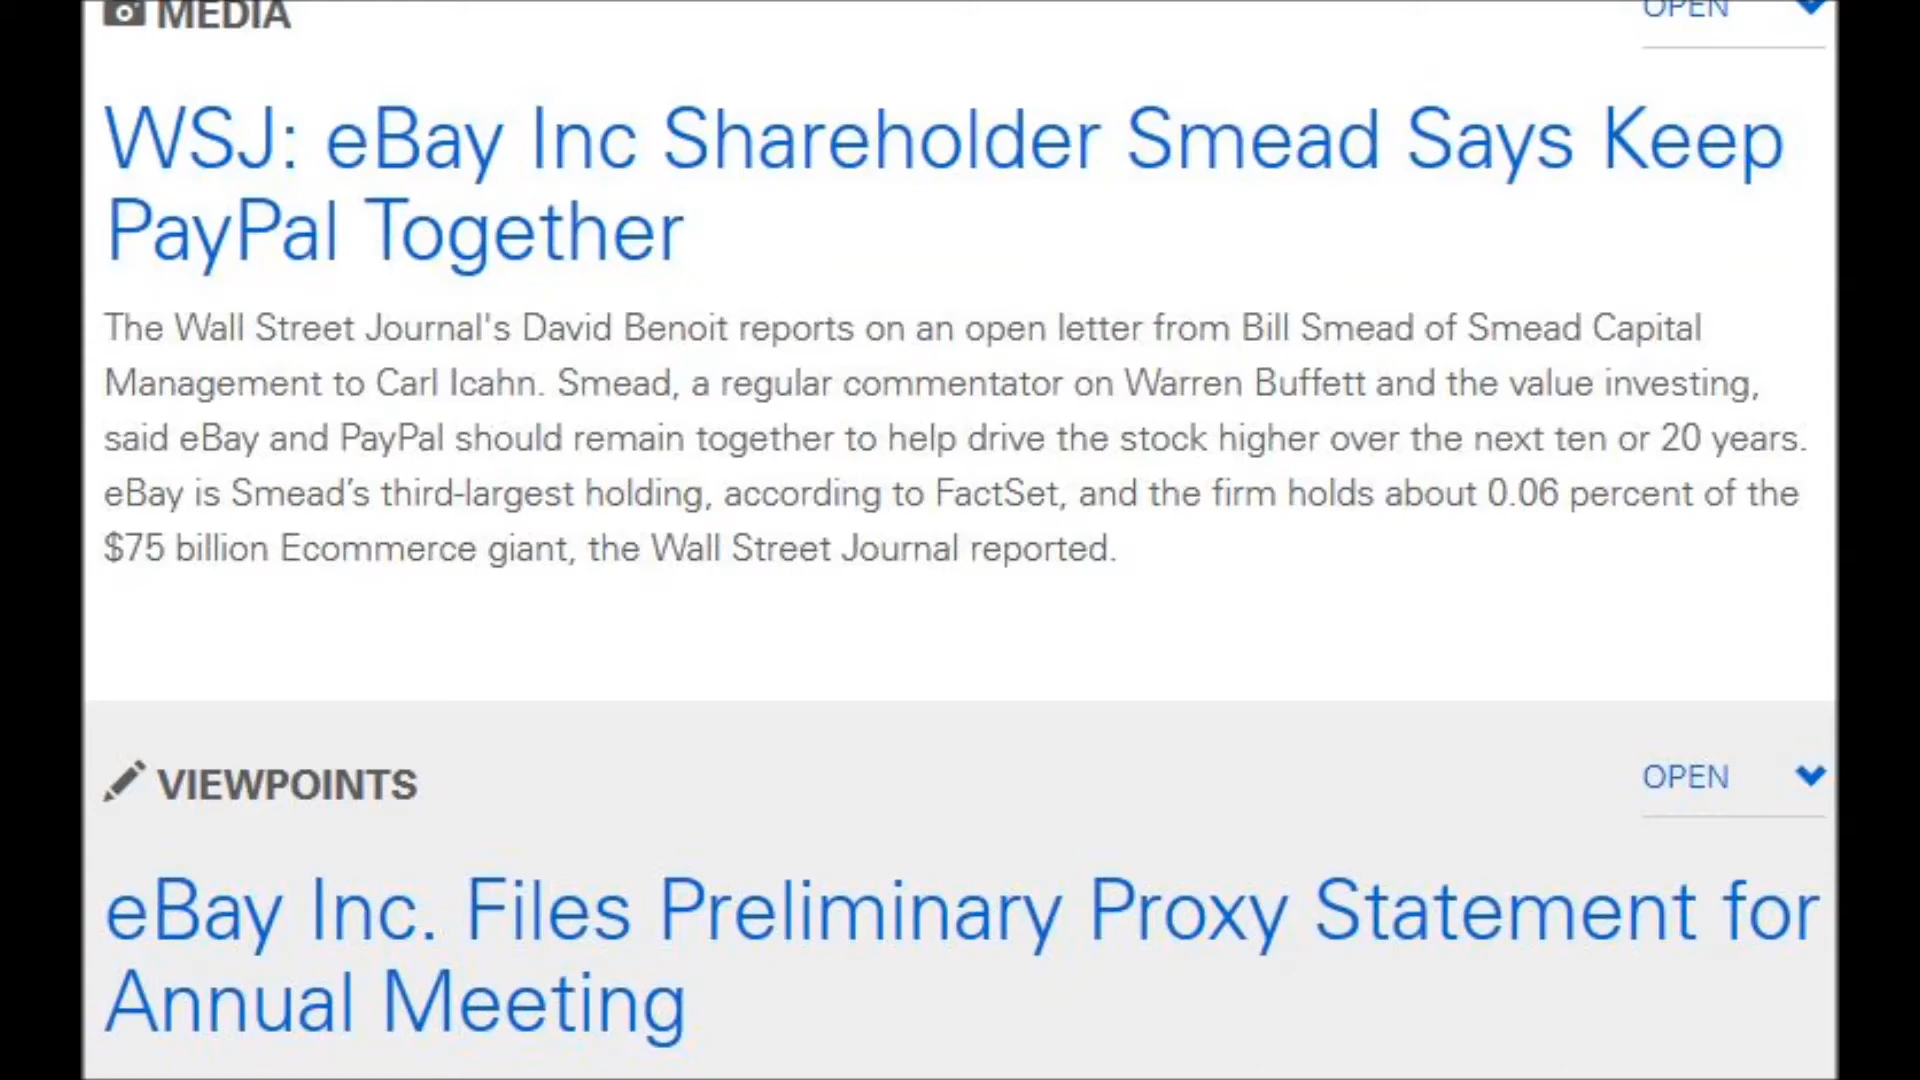 MEDIA
OPEN
WSJ: eBay Inc Shareholder Smead Says Keep
PayPal Together
The Wall Street Journal's David Benoit reports on an open letter from Bill Smead of Smead Capital
Management to Carl Icahn. Smead, a regular commentator on Warren Buffett and the value investing,
said eBay and PayPal should remain together to help drive the stock higher over the next ten or 20 years.
eBay is Smead’s third-largest holding, according to FactSet, and the firm holds about 0.06 percent of the
$75 billion Ecommerce giant, the Wall Street Journal reported.
VIEWPOINTS
OPEN
eBay Inc. Files Preliminary Proxy Statement for
Annual Meeting